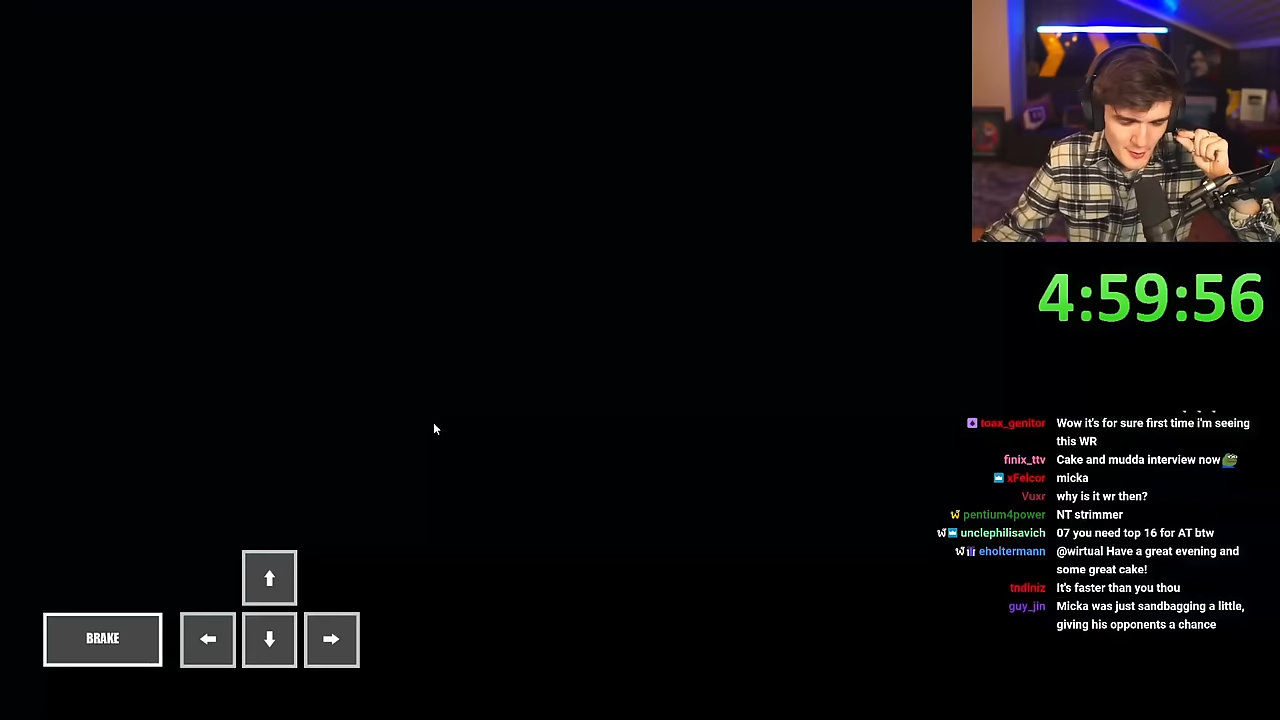 4:59:56
toax_genitor Wow it's for sure first time i'm seeing
this WR
finix_ttv Cake and mudda interview now
xFelcor micka
Vuxr why is it wr then?
pentium4power NT strimmer
unclephilisavich 07 you need top 16 for AT btw
eholtermann @wirtual Have a great evening and
some great cake!
tndlniz It's faster than you thou
guy_jin Micka was just sandbagging a little,
giving his opponents a chance
BRAKE